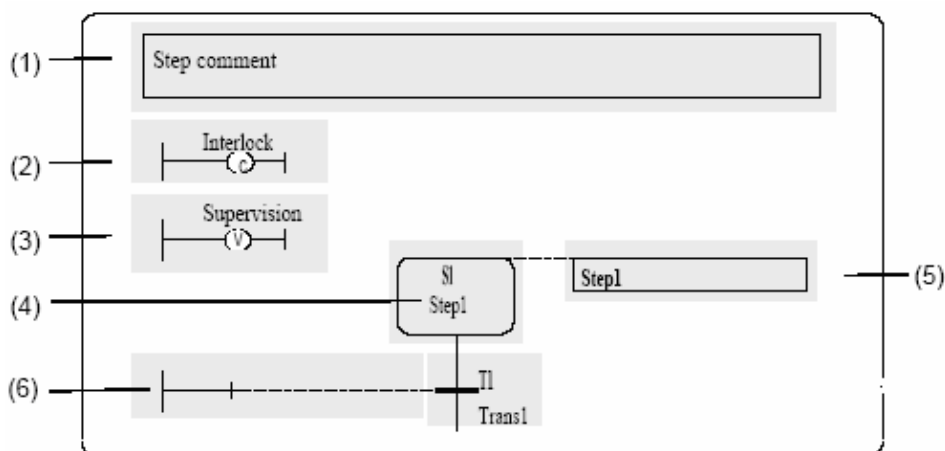 (1)
Step comment
(2)
Interlock
C
(3)
Supervision
V
(4)
S1
Step1
Step1
(5)
(6)
T1
Trans1